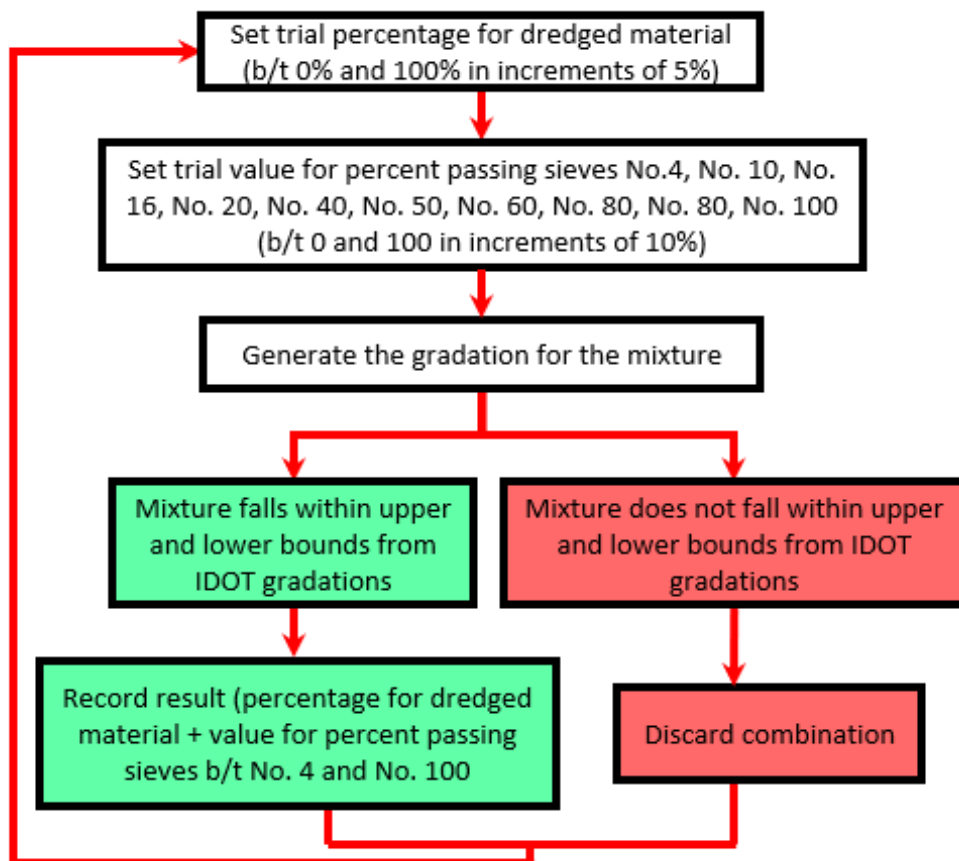 Set trial percentage for dredged material
(b/t 0% and 100% in increments of 5%)
Set trial value for percent passing sieves No.4, No. 10, No.
16, No. 20, No. 40, No. 50, No. 60, No. 80, No. 80, No. 100
(b/t 0 and 100 in increments of 10%)
Generate the gradation for the mixture
Mixture falls within upper
and lower bounds from
IDOT gradations
Mixture does not fall within upper
and lower bounds from IDOT
gradations
Record result (percentage for dredged
material + value for percent passing
sieves b/t No. 4 and No. 100
Discard combination